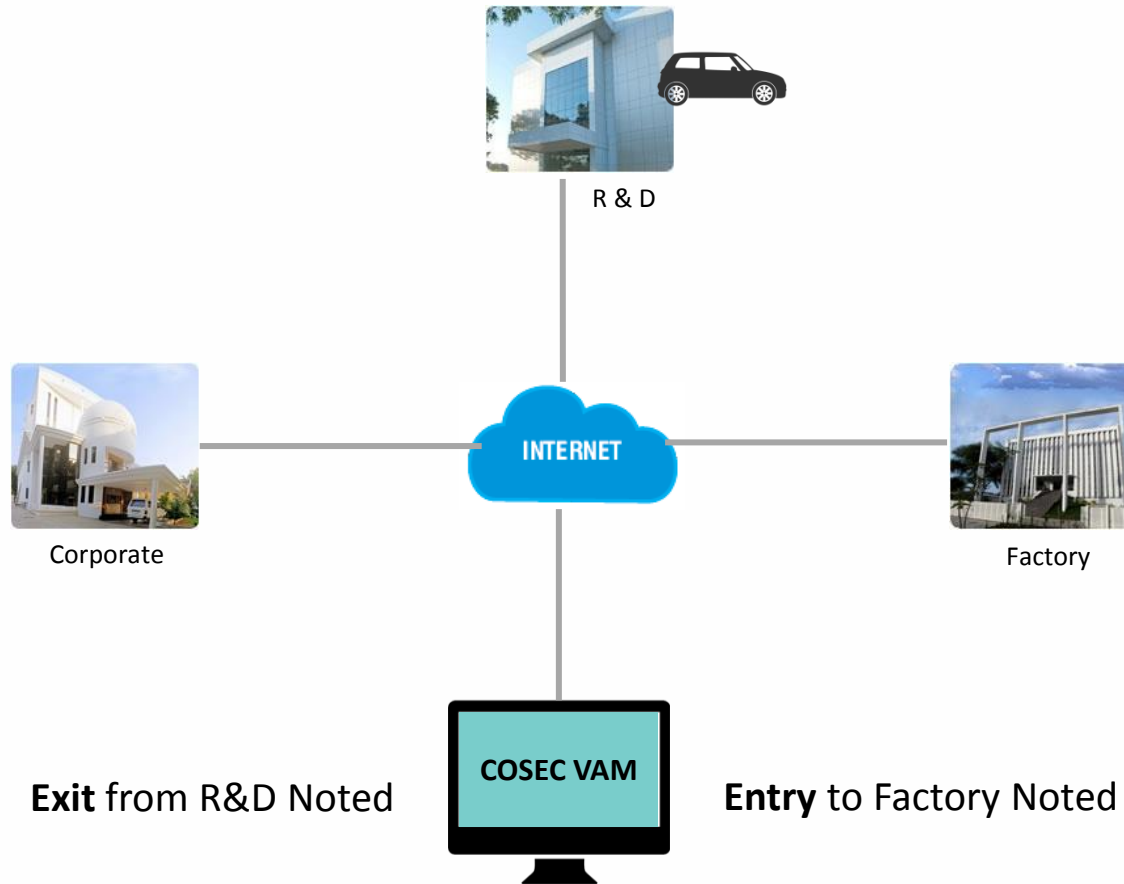 R & D
INTERNET
Corporate
Factory
COSEC VAM
Exit from R&D Noted
Entry to Factory Noted